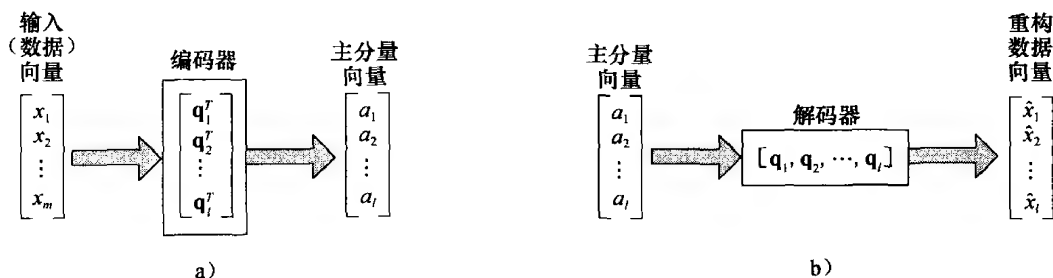 输入
(数据)
向量
x₁
x₂
⋮
xₘ
编码器
q₁ᵀ
q₂ᵀ
⋮
qₗᵀ
主分量
向量
a₁
a₂
⋮
aₗ
a)
主分量
向量
a₁
a₂
⋮
aₗ
解码器
[q₁, q₂, ⋯, qₗ]
重构
数据
向量
x̂₁
x̂₂
⋮
x̂ₗ
b)